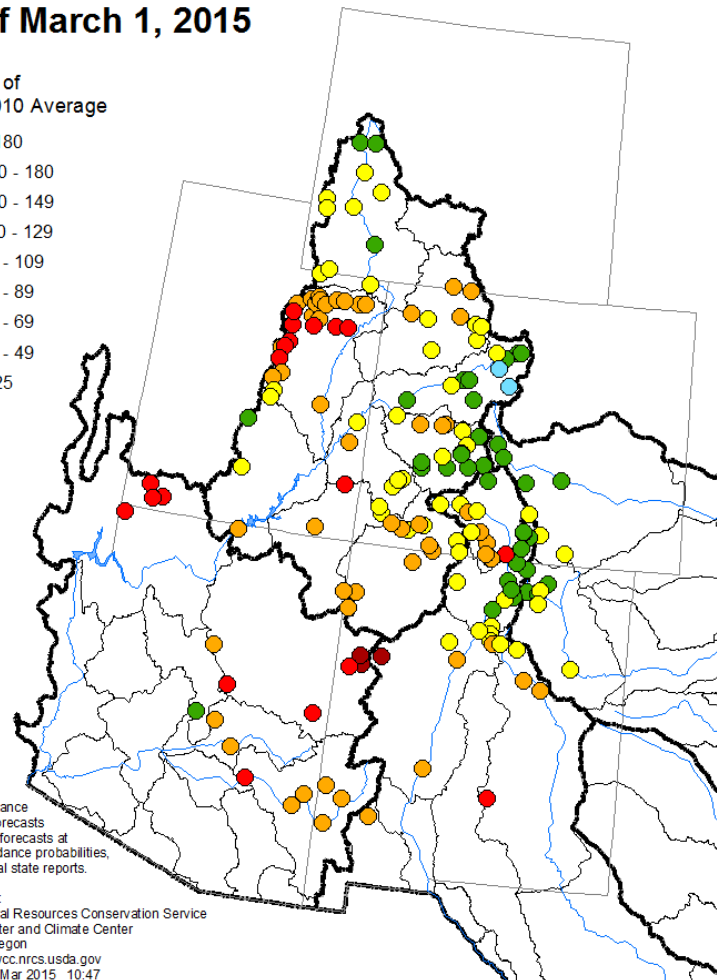 f March 1, 2015
of
10 Average
80
0 - 180
0 - 149
0 - 129
- 109
- 89
- 69
- 49
25
ance
orecasts
forecasts at
dance probabilities,
al state reports.
:
al Resources Conservation Service
ter and Climate Center
egon
wcc.nrcs.usda.gov
Mar 2015 10:47